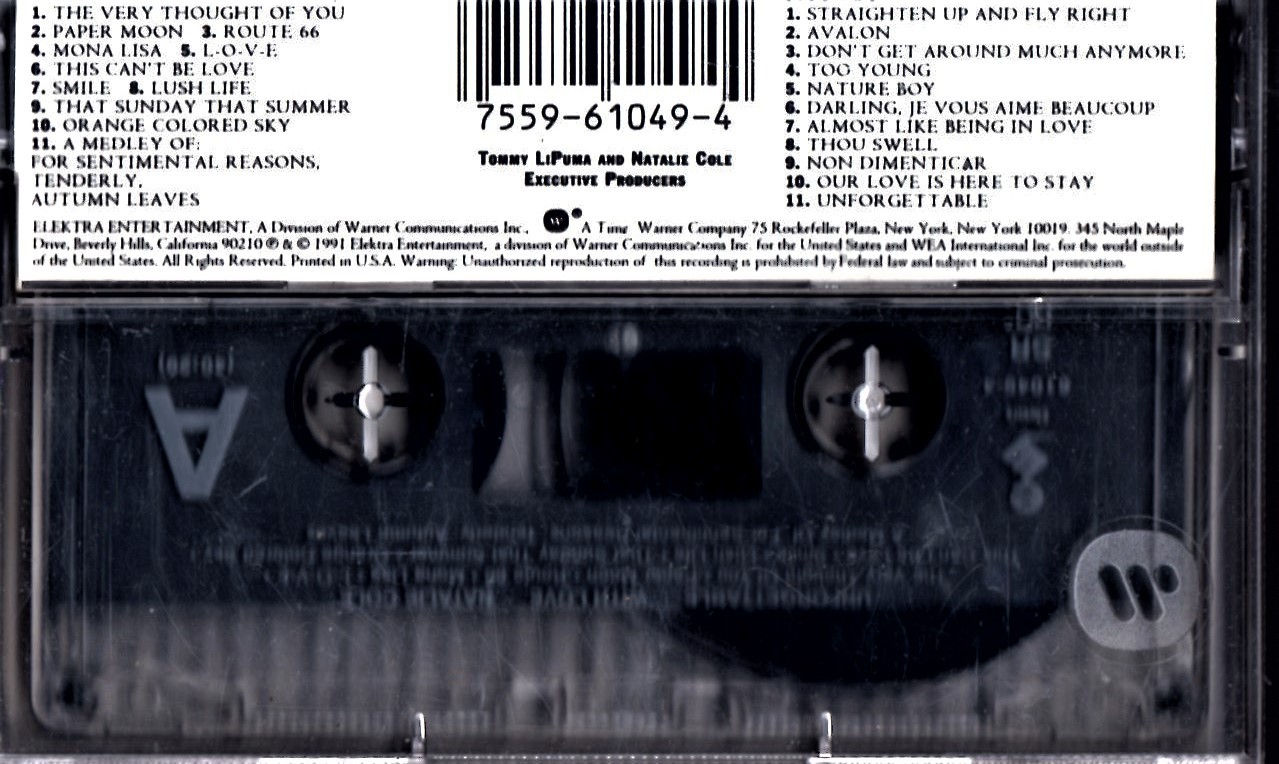 1. THE VERY THOUGHT OF YOU
2. PAPER MOON 3. ROUTE 66
4. MONA LISA 5. L-O-V-E
6. THIS CAN'T BE LOVE
7. SMILE 8. LUSH LIFE
9. THAT SUNDAY THAT SUMMER
10. ORANGE COLORED SKY
11. A MEDLEY OF:
FOR SENTIMENTAL REASONS,
TENDERLY,
AUTUMN LEAVES
7559-61049-4
TOMMY LIPUMA AND NATALIE COLE
EXECUTIVE PRODUCERS
1. STRAIGHTEN UP AND FLY RIGHT
2. AVALON
3. DON'T GET AROUND MUCH ANYMORE
4. TOO YOUNG
5. NATURE BOY
6. DARLING, JE VOUS AIME BEAUCOUP
7. ALMOST LIKE BEING IN LOVE
8. THOU SWELL
9. NON DIMENTICAR
10. OUR LOVE IS HERE TO STAY
11. UNFORGETTABLE
ELEKTRA ENTERTAINMENT, A Division of Warner Communications Inc., A Time Warner Company 75 Rockefeller Plaza, New York, New York 10019. 345 North Maple
Drive, Beverly Hills, California 90210 ℗ & © 1991 Elektra Entertainment, a division of Warner Communications Inc. for the United States and WEA International Inc. for the world outside
of the United States. All Rights Reserved. Printed in U.S.A. Warning: Unauthorized reproduction of this recording is prohibited by Federal law and subject to criminal prosecution.
A